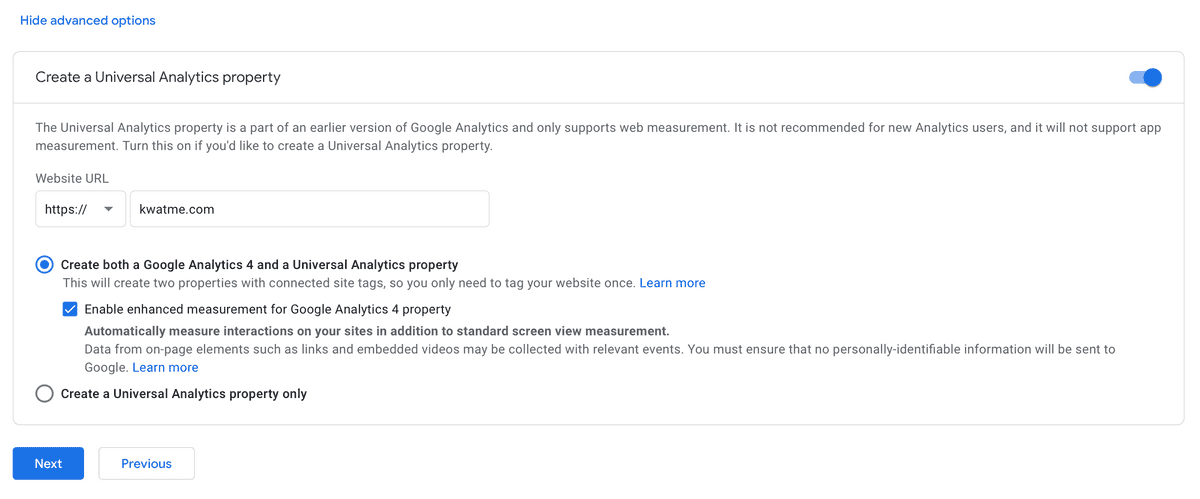 Hide advanced options
Create a Universal Analytics property
The Universal Analytics property is a part of an earlier version of Google Analytics and only supports web measurement. It is not recommended for new Analytics users, and it will not support app
measurement. Turn this on if you'd like to create a Universal Analytics property.
Website URL
https:// kwatme.com
Create both a Google Analytics 4 and a Universal Analytics property
This will create two properties with connected site tags, so you only need to tag your website once. Learn more
Enable enhanced measurement for Google Analytics 4 property
Automatically measure interactions on your sites in addition to standard screen view measurement.
Data from on-page elements such as links and embedded videos may be collected with relevant events. You must ensure that no personally-identifiable information will be sent to
Google. Learn more
Create a Universal Analytics property only
Next Previous